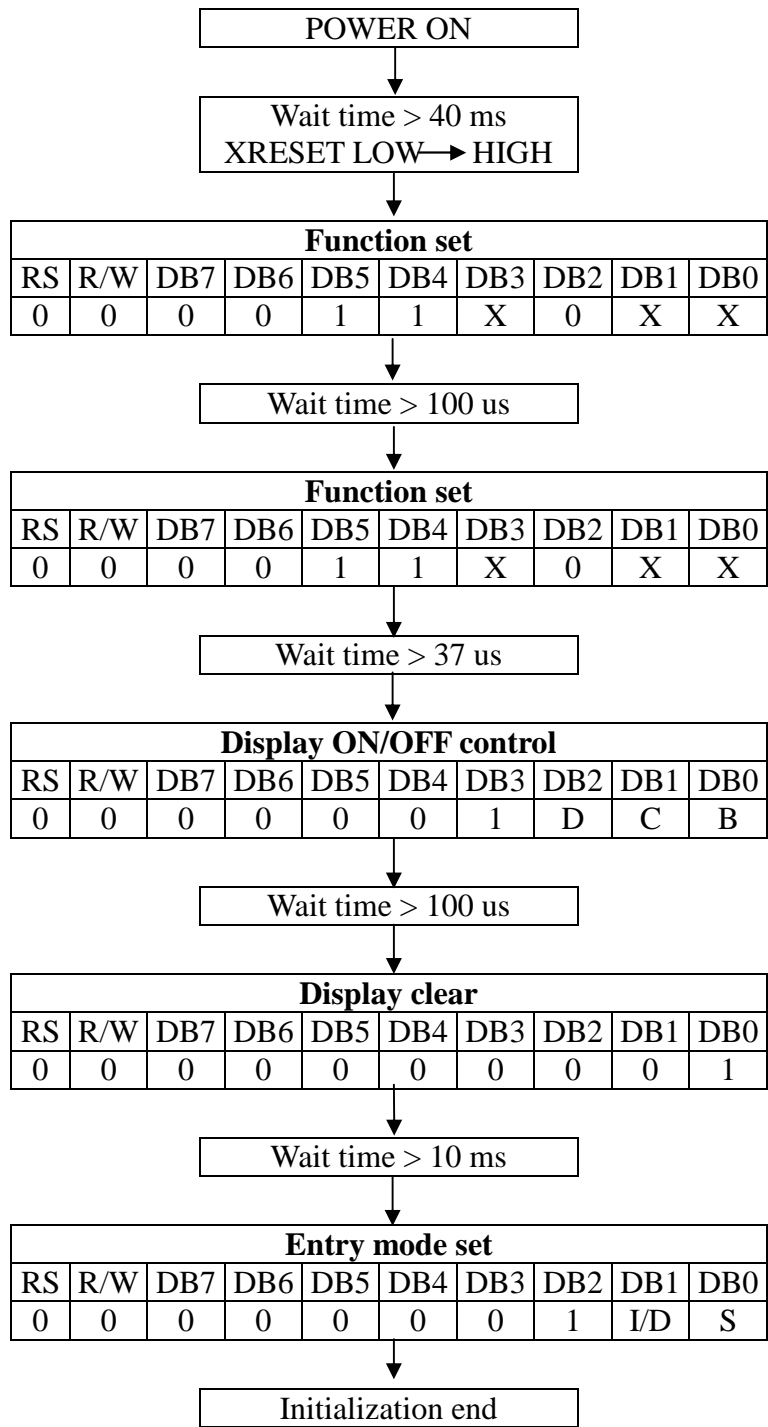 POWER ON
Wait time > 40 ms
XRESET LOW → HIGH
Function set
RS R/W DB7 DB6 DB5 DB4 DB3 DB2 DB1 DB0
0 0 0 0 1 1 X 0 X X
Wait time > 100 us
Function set
RS R/W DB7 DB6 DB5 DB4 DB3 DB2 DB1 DB0
0 0 0 0 1 1 X 0 X X
Wait time > 37 us
Display ON/OFF control
RS R/W DB7 DB6 DB5 DB4 DB3 DB2 DB1 DB0
0 0 0 0 0 0 1 D C B
Wait time > 100 us
Display clear
RS R/W DB7 DB6 DB5 DB4 DB3 DB2 DB1 DB0
0 0 0 0 0 0 0 0 0 1
Wait time > 10 ms
Entry mode set
RS R/W DB7 DB6 DB5 DB4 DB3 DB2 DB1 DB0
0 0 0 0 0 0 0 1 I/D S
Initialization end